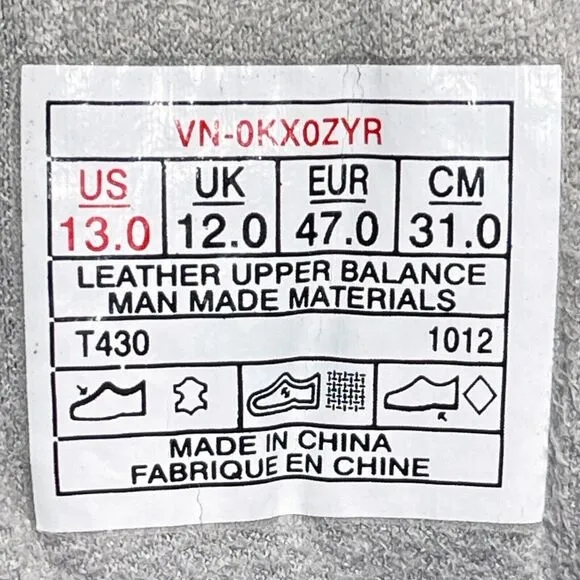 VN-0KX0ZYR
US UK EUR CM
13.0 12.0 47.0 31.0
LEATHER UPPER BALANCE
MAN MADE MATERIALS
T430 1012
MADE IN CHINA
FABRIQUE EN CHINE